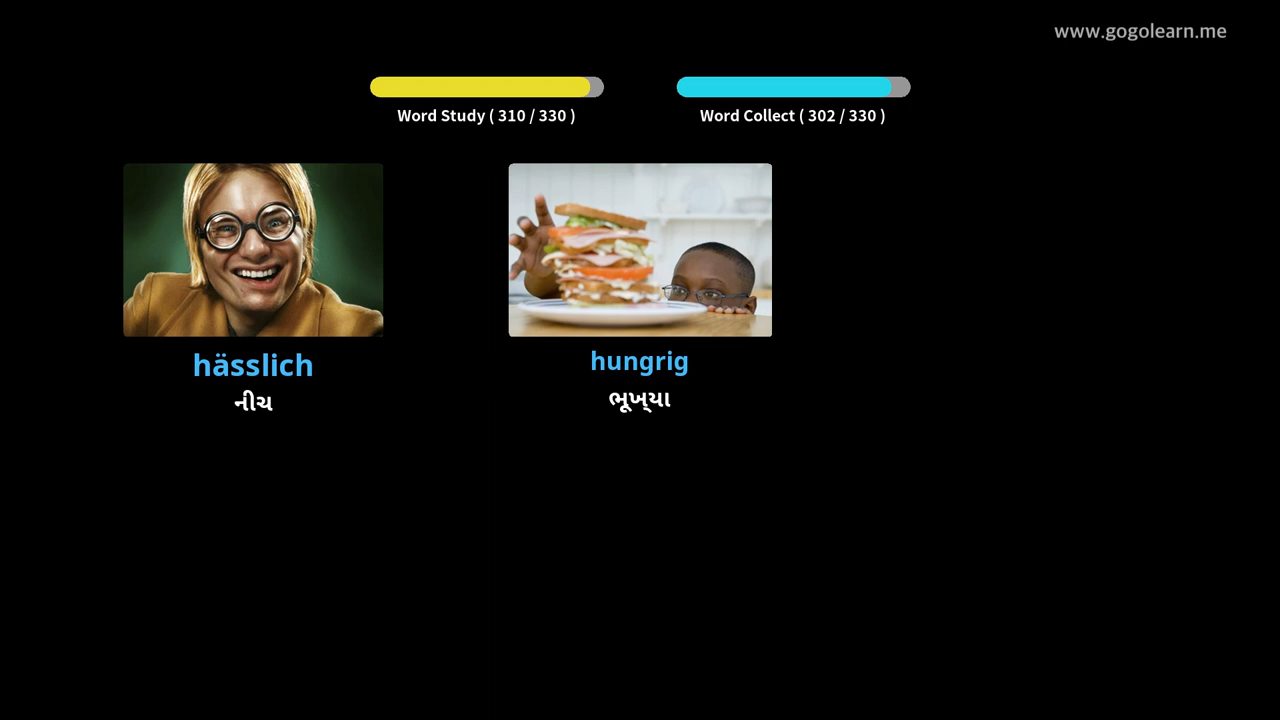 www.gogolearn.me
Word Study ( 310 / 330 )
Word Collect ( 302 / 330 )
hässlich
નીચ
hungrig
ભૂખ્યા